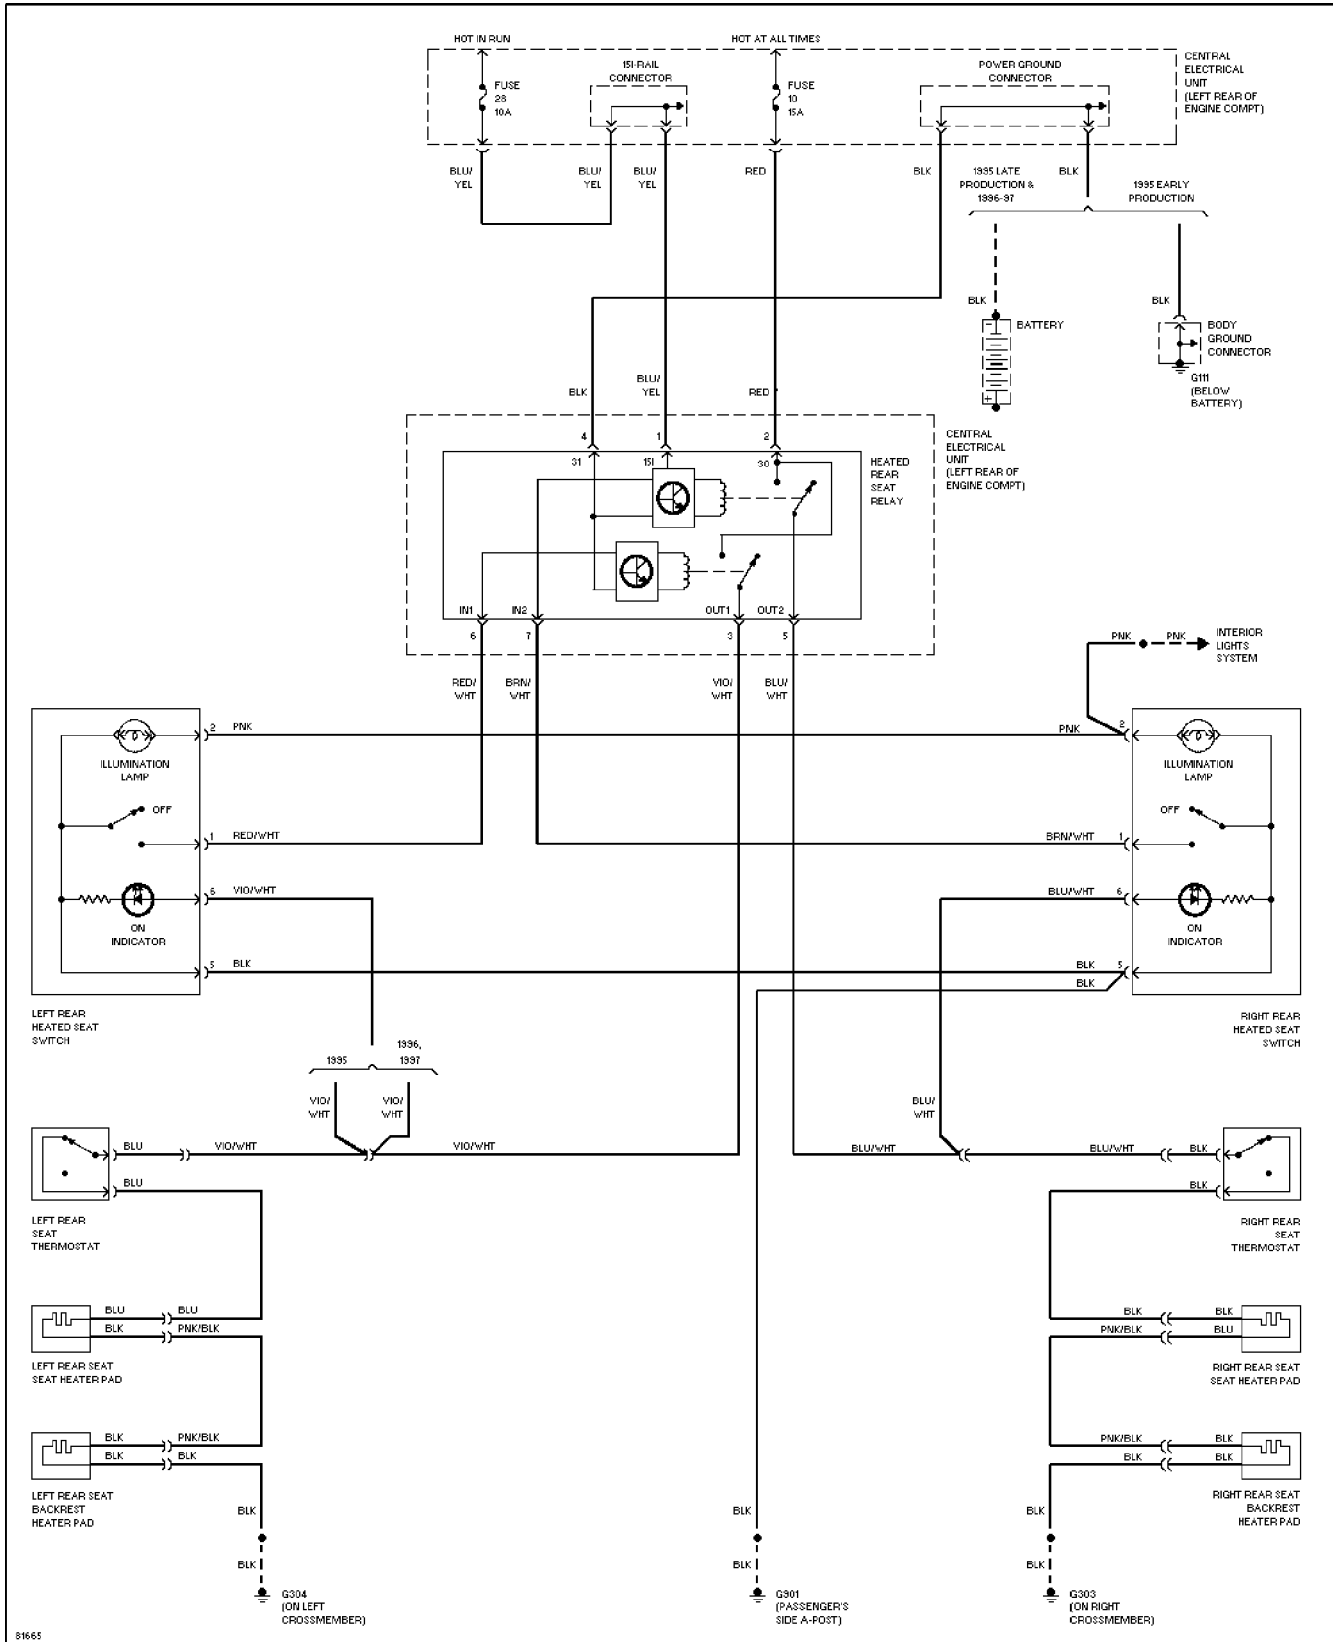 HOT IN RUN
HOT AT ALL TIMES
FUSE
28
10A
15I-RAIL
CONNECTOR
FUSE
10
15A
POWER GROUND
CONNECTOR
CENTRAL
ELECTRICAL
UNIT
(LEFT REAR OF
ENGINE COMPT)
BLU/
YEL
BLU/
YEL
BLU/
YEL
RED
BLK
BLK
1995 LATE
PRODUCTION &
1996-97
1995 EARLY
PRODUCTION
BLK
BLK
BATTERY
-
+
BODY
GROUND
CONNECTOR
G111
(BELOW
BATTERY)
BLK
BLU/
YEL
RED
4
1
2
31
15I
30
HEATED
REAR
SEAT
RELAY
CENTRAL
ELECTRICAL
UNIT
(LEFT REAR OF
ENGINE COMPT)
IN1
IN2
OUT1
OUT2
6
7
3
5
RED/
WHT
BRN/
WHT
VIO/
WHT
BLU/
WHT
PNK
PNK
INTERIOR
LIGHTS
SYSTEM
2
PNK
PNK
2
ILLUMINATION
LAMP
ILLUMINATION
LAMP
OFF
OFF
1
RED/WHT
BRN/WHT
1
6
VIO/WHT
BLU/WHT
6
ON
INDICATOR
ON
INDICATOR
5
BLK
BLK
5
BLK
LEFT REAR
HEATED SEAT
SWITCH
RIGHT REAR
HEATED SEAT
SWITCH
1995
1996,
1997
VIO/
WHT
VIO/
WHT
BLU/
WHT
BLU
VIO/WHT
VIO/WHT
BLU/WHT
BLU/WHT
BLK
BLU
BLK
LEFT REAR
SEAT
THERMOSTAT
RIGHT REAR
SEAT
THERMOSTAT
BLU
BLU
BLK
PNK/BLK
BLK
BLK
PNK/BLK
BLU
LEFT REAR SEAT
SEAT HEATER PAD
RIGHT REAR SEAT
SEAT HEATER PAD
BLK
PNK/BLK
BLK
BLK
PNK/BLK
BLK
BLK
BLK
LEFT REAR SEAT
BACKREST
HEATER PAD
RIGHT REAR SEAT
BACKREST
HEATER PAD
BLK
BLK
BLK
BLK
BLK
BLK
G304
(ON LEFT
CROSSMEMBER)
G901
(PASSENGER'S
SIDE A-POST)
G303
(ON RIGHT
CROSSMEMBER)
81665